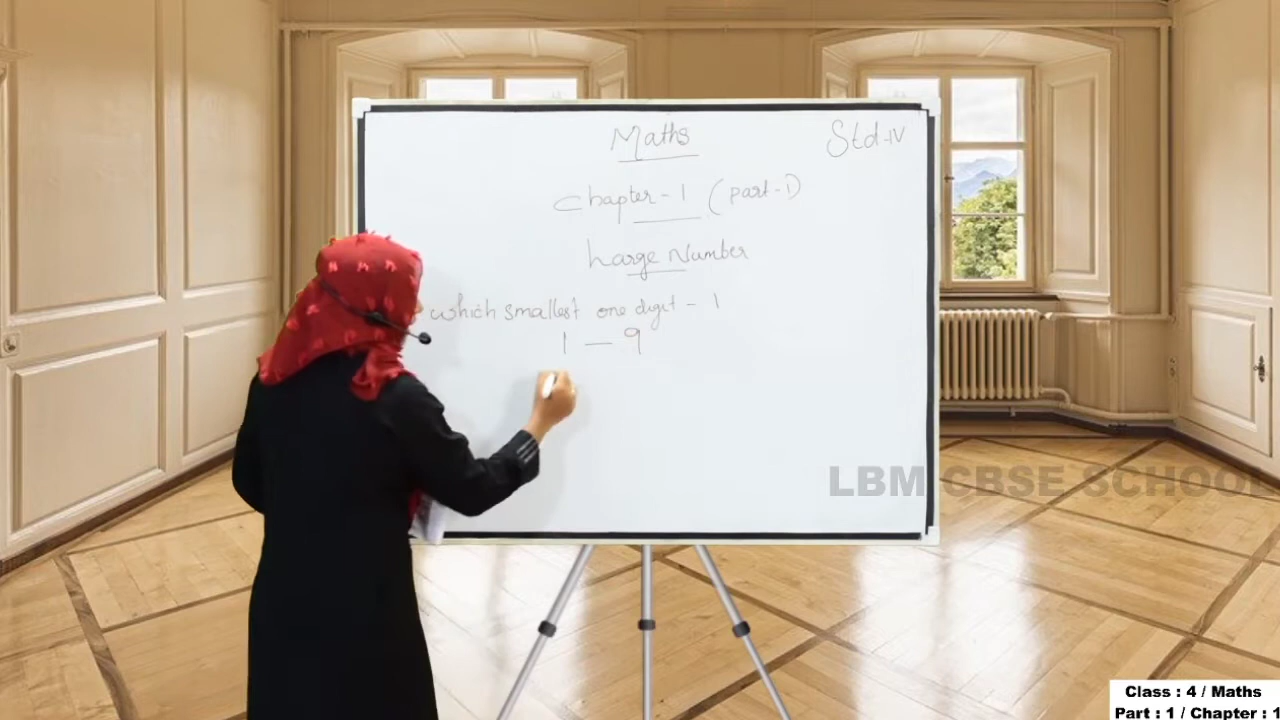 Maths
Std-IV
Chapter-1 (part-1)
Large Number
which smallest one digit - 1
1 — 9
LBM CBSE SCHOOL
Class : 4 / Maths
Part : 1 / Chapter : 1